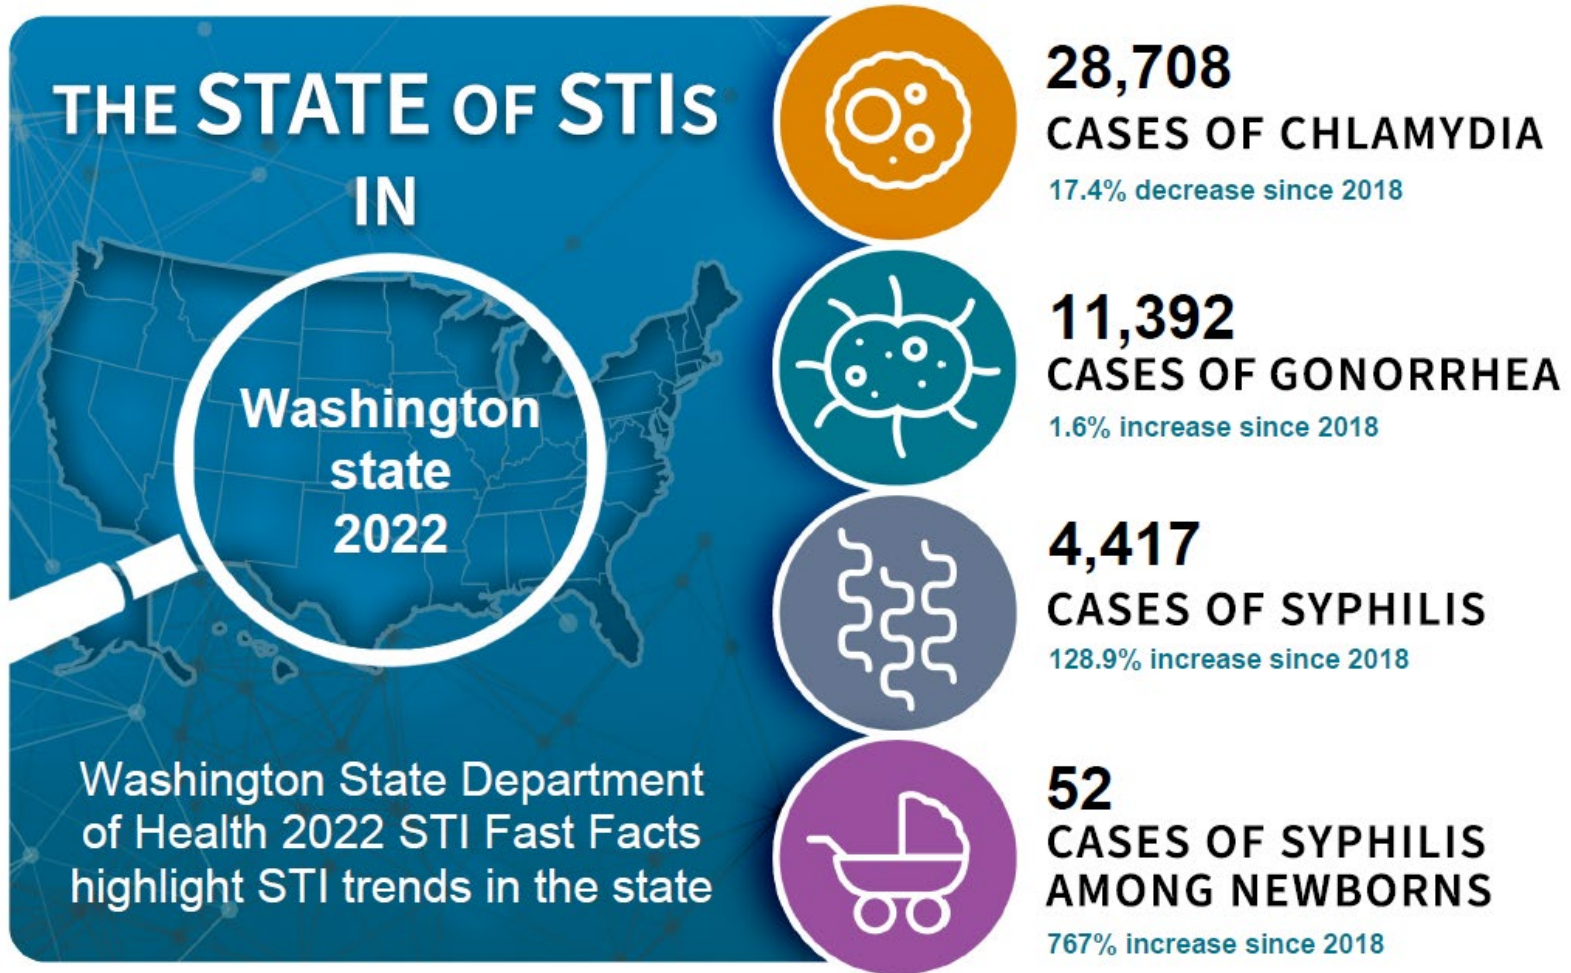 THE STATE OF STIs
IN
Washington
state
2022
Washington State Department
of Health 2022 STI Fast Facts
highlight STI trends in the state
28,708
CASES OF CHLAMYDIA
17.4% decrease since 2018
11,392
CASES OF GONORRHEA
1.6% increase since 2018
4,417
CASES OF SYPHILIS
128.9% increase since 2018
52
CASES OF SYPHILIS
AMONG NEWBORNS
767% increase since 2018